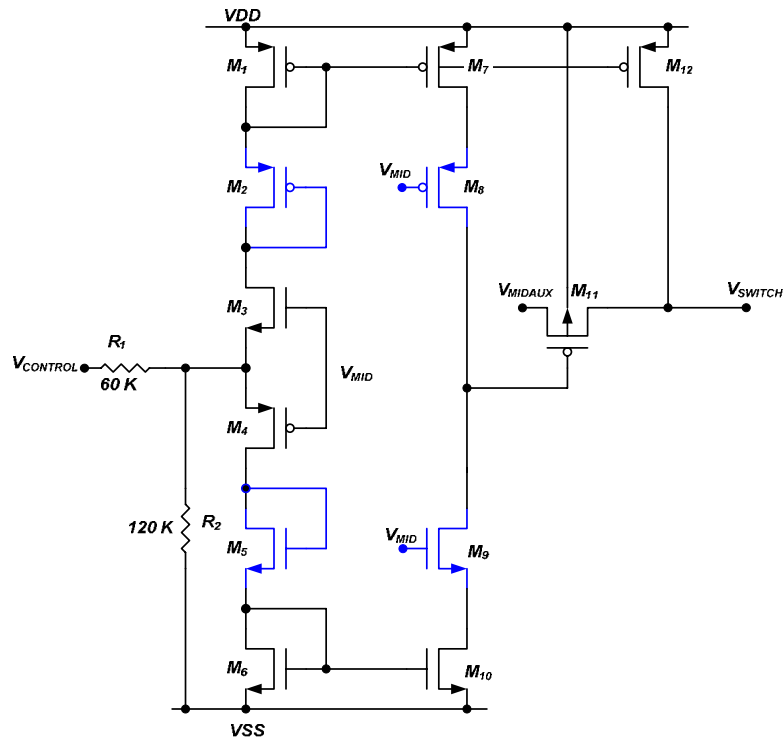 VDD
M1
M7
M12
M2
VMID
M8
M3
VMIDAUX
M11
VSWITCH
R1
VCONTROL
60 K
VMID
M4
120 K
R2
M5
VMID
M9
M6
M10
VSS